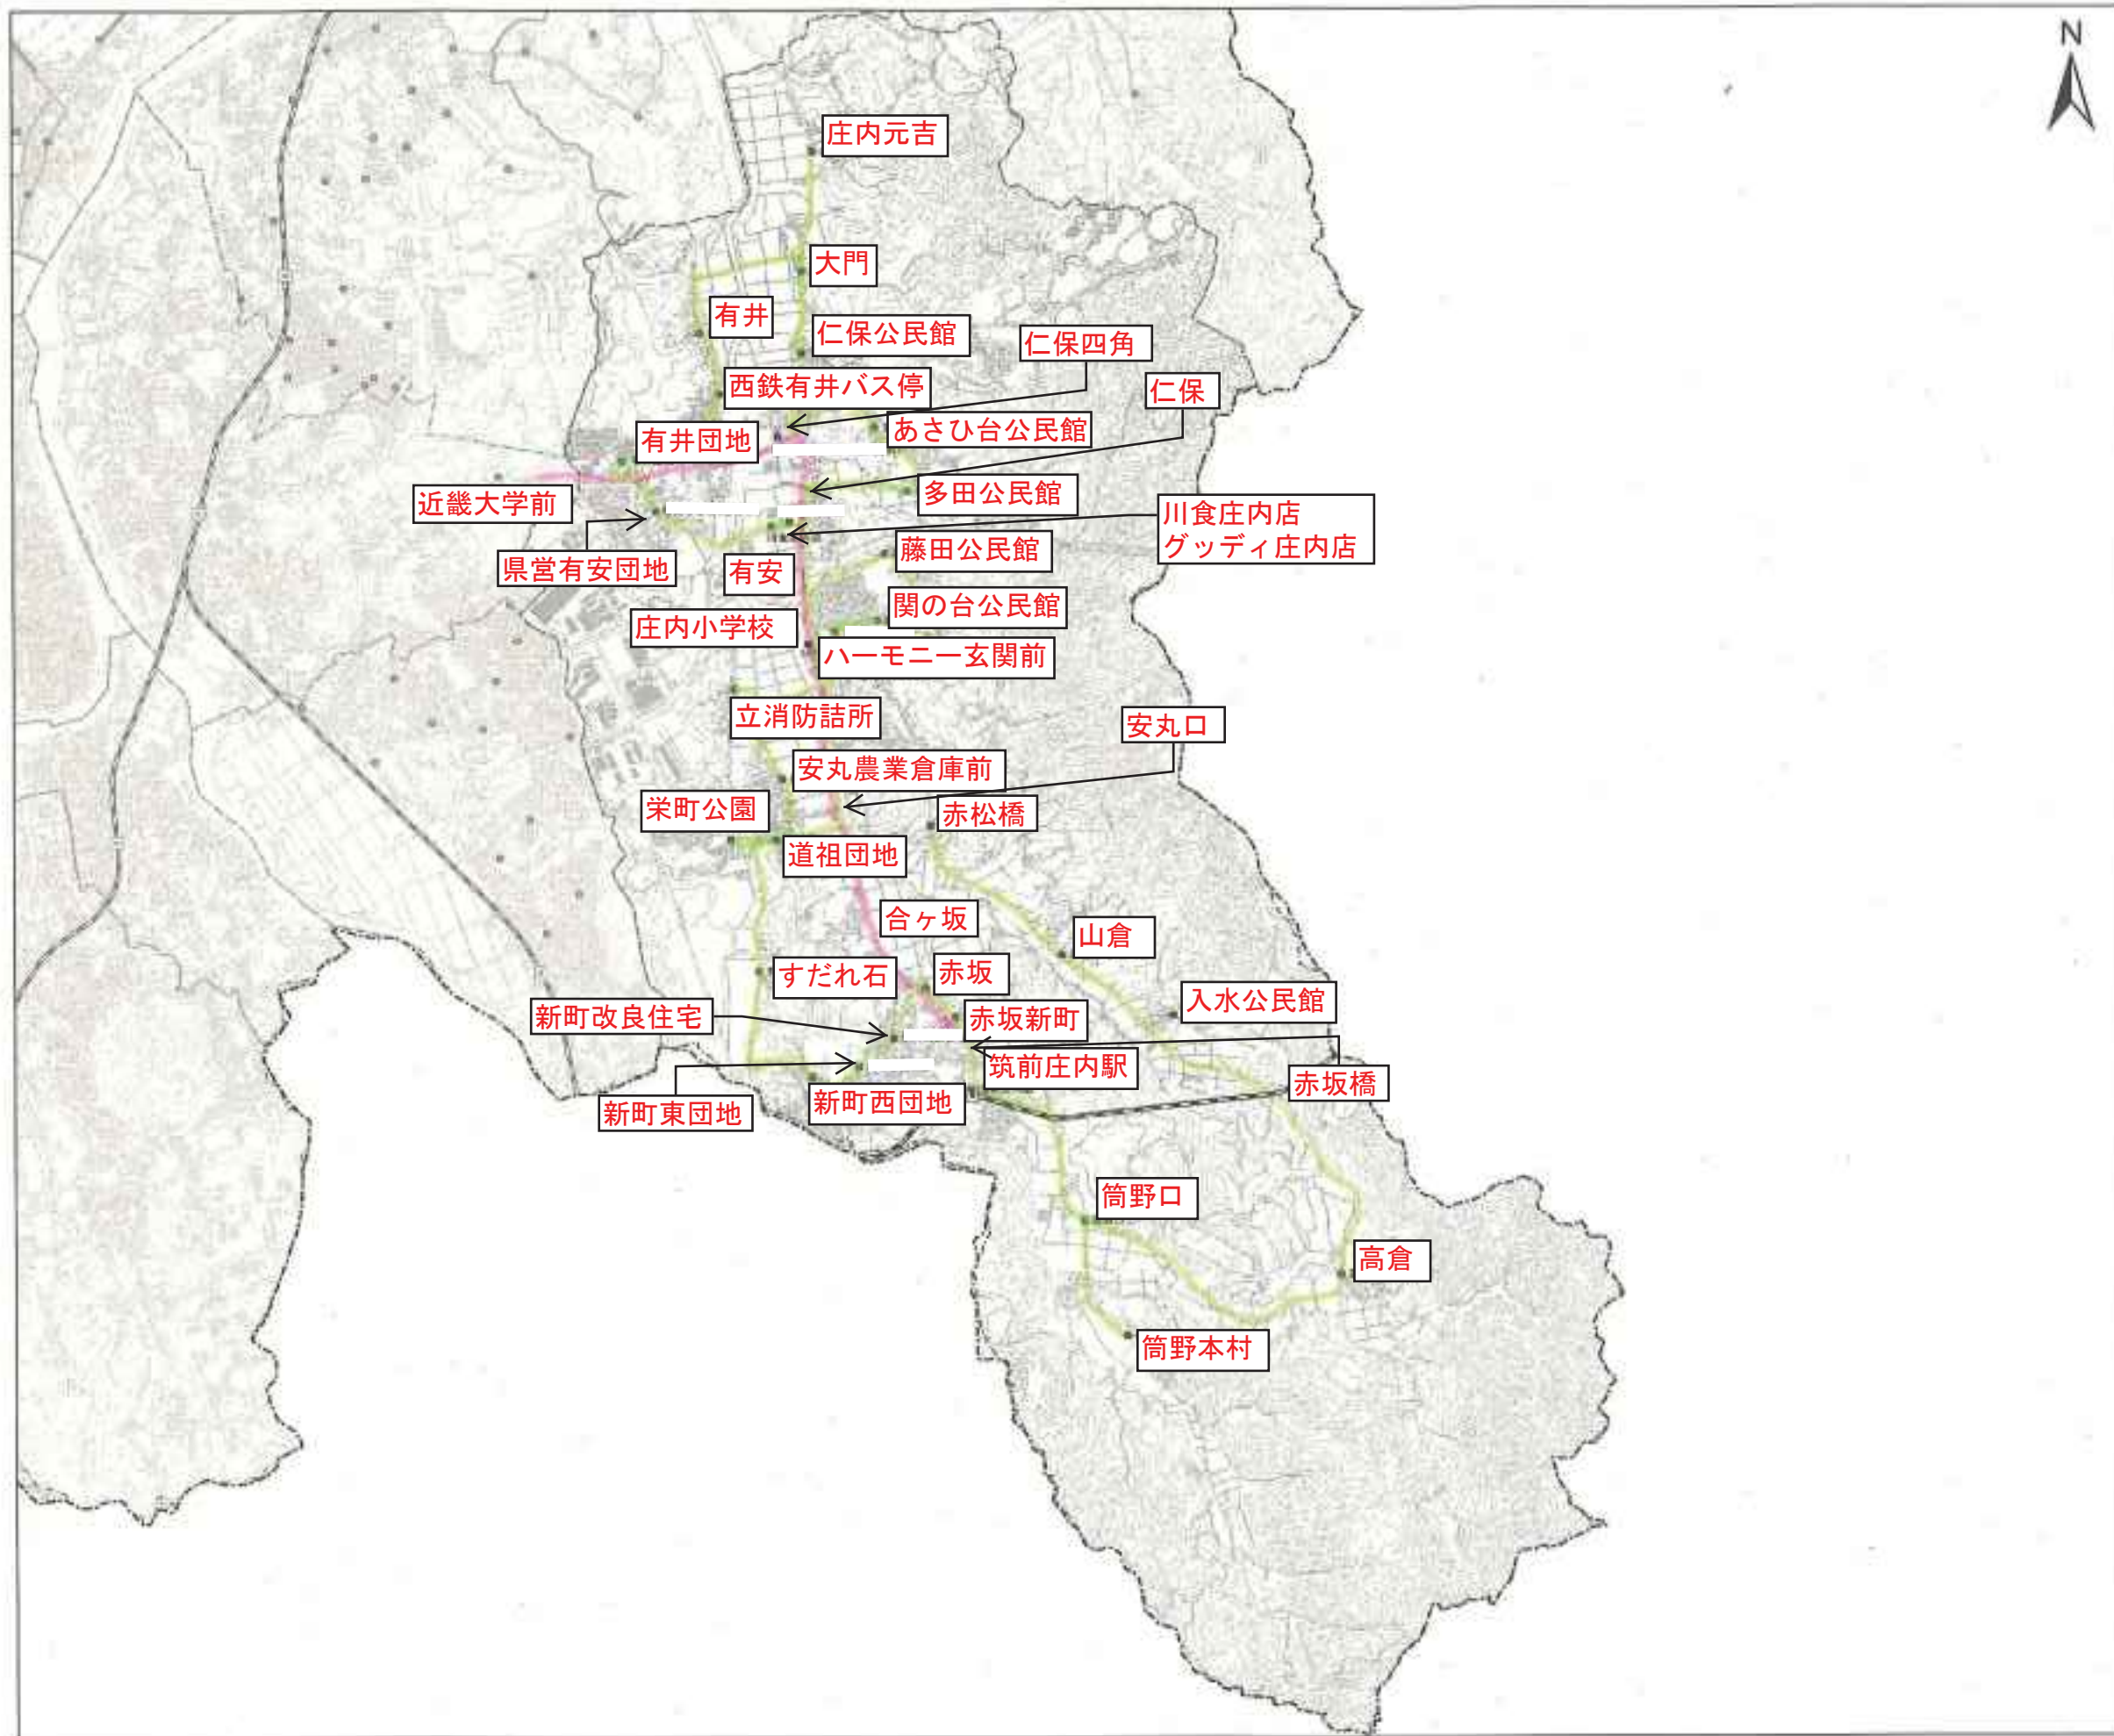 N
庄内元吉
大門
有井
仁保公民館
仁保四角
西鉄有井バス停
仁保
有井団地
あさひ台公民館
近畿大学前
多田公民館
川食庄内店
グッディ庄内店
県営有安団地
有安
藤田公民館
関の台公民館
庄内小学校
ハーモニー玄関前
立消防詰所
安丸口
安丸農業倉庫前
栄町公園
赤松橋
道祖団地
合ヶ坂
山倉
すだれ石
赤坂
入水公民館
新町改良住宅
赤坂新町
筑前庄内駅
赤坂橋
新町東団地
新町西団地
筒野口
高倉
筒野本村